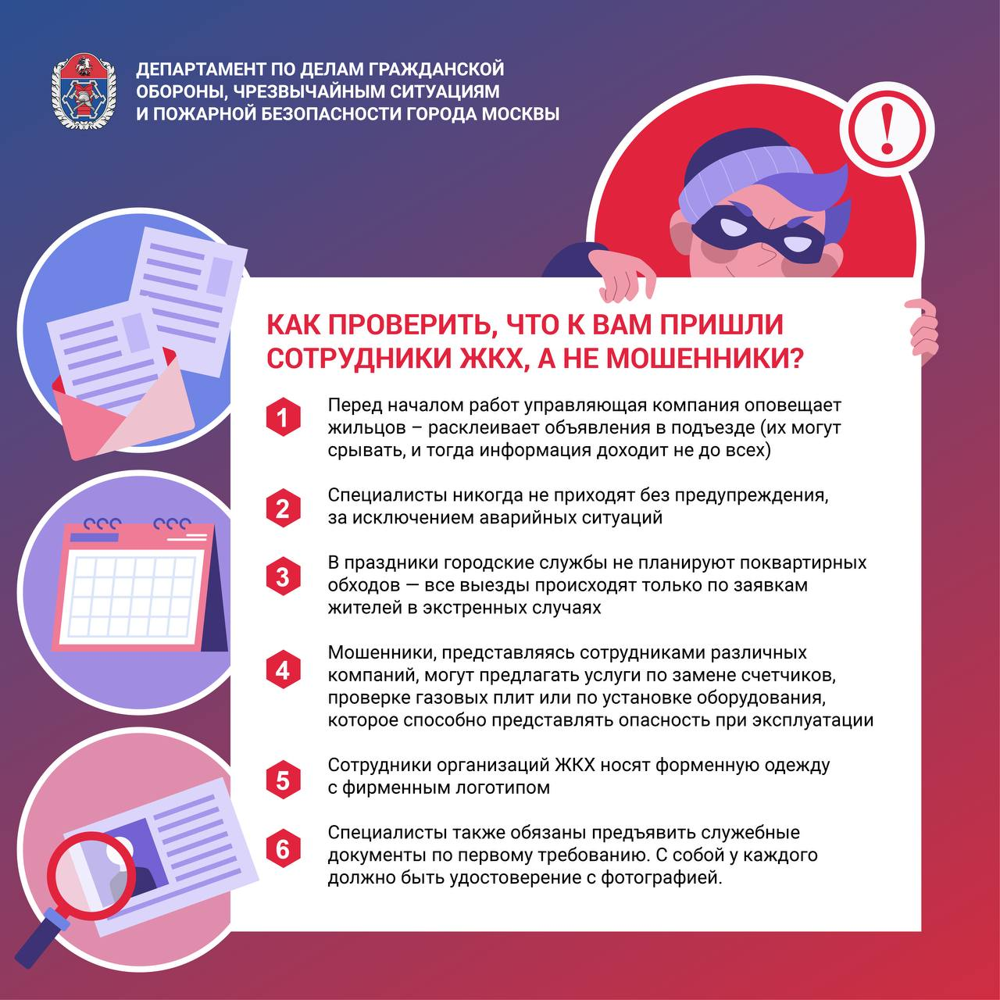 ДЕПАРТАМЕНТ ПО ДЕЛАМ ГРАЖДАНСКОЙ
ОБОРОНЫ, ЧРЕЗВЫЧАЙНЫМ СИТУАЦИЯМ
И ПОЖАРНОЙ БЕЗОПАСНОСТИ ГОРОДА МОСКВЫ
!
КАК ПРОВЕРИТЬ, ЧТО К ВАМ ПРИШЛИ
СОТРУДНИКИ ЖКХ, А НЕ МОШЕННИКИ?
1
Перед началом работ управляющая компания оповещает
жильцов – расклеивает объявления в подъезде (их могут
срывать, и тогда информация доходит не до всех)
2
Специалисты никогда не приходят без предупреждения,
за исключением аварийных ситуаций
3
В праздники городские службы не планируют поквартирных
обходов — все выезды происходят только по заявкам
жителей в экстренных случаях
4
Мошенники, представляясь сотрудниками различных
компаний, могут предлагать услуги по замене счетчиков,
проверке газовых плит или по установке оборудования,
которое способно представлять опасность при эксплуатации
5
Сотрудники организаций ЖКХ носят форменную одежду
с фирменным логотипом
6
Специалисты также обязаны предъявить служебные
документы по первому требованию. С собой у каждого
должно быть удостоверение с фотографией.